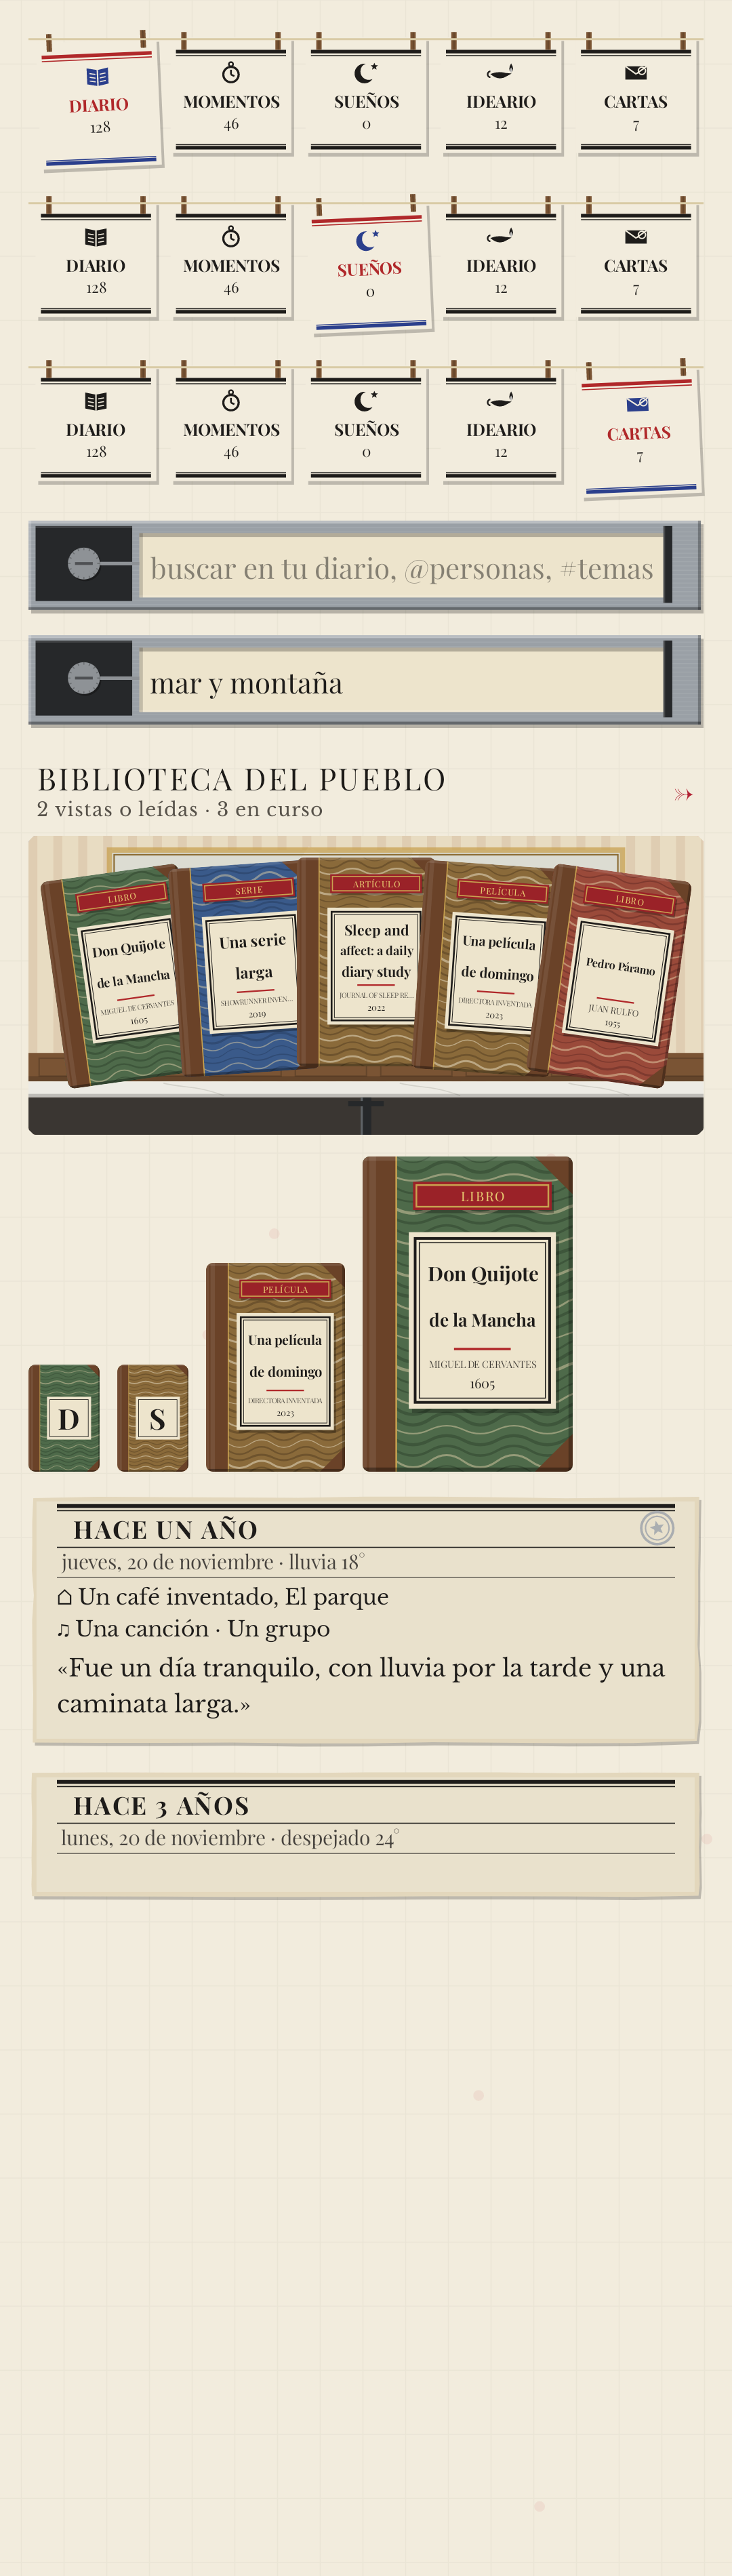 DIARIO MOMENTOS SUEÑOS IDEARIO CARTAS
128 46 0 12 7
DIARIO MOMENTOS SUEÑOS IDEARIO CARTAS
128 46 0 12 7
DIARIO MOMENTOS SUEÑOS IDEARIO CARTAS
128 46 0 12 7
buscar en tu diario, @personas, #temas
mar y montaña
BIBLIOTECA DEL PUEBLO
2 vistas o leídas · 3 en curso
LIBRO
Don Quijote
de la Mancha
MIGUEL DE CERVANTES
1605
SERIE
Una serie
larga
SHOWRUNNER INVEN...
2019
ARTÍCULO
Sleep and
affect: a daily
diary study
JOURNAL OF SLEEP RE...
2022
PELÍCULA
Una película
de domingo
DIRECTORA INVENTADA
2023
LIBRO
Pedro Páramo
JUAN RULFO
1955
D
S
PELÍCULA
Una película
de domingo
DIRECTORA INVENTADA
2023
LIBRO
Don Quijote
de la Mancha
MIGUEL DE CERVANTES
1605
HACE UN AÑO
jueves, 20 de noviembre · lluvia 18°
Un café inventado, El parque
♫ Una canción · Un grupo
«Fue un día tranquilo, con lluvia por la tarde y una
caminata larga.»
HACE 3 AÑOS
lunes, 20 de noviembre · despejado 24°